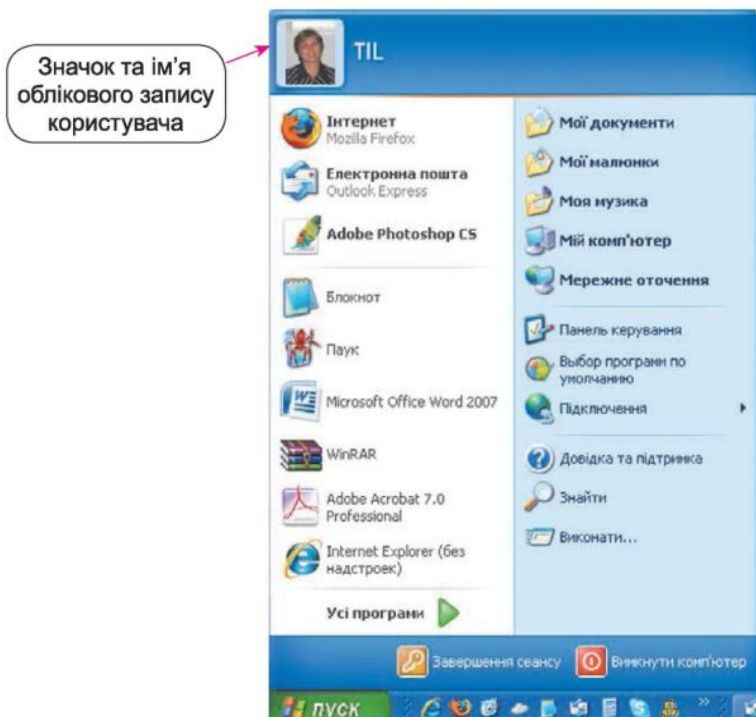 Значок та ім’я
облікового запису
користувача
TIL
Інтернет
Mozilla Firefox
Електронна пошта
Outlook Express
Adobe Photoshop CS
Блокнот
Паук
Microsoft Office Word 2007
WinRAR
Adobe Acrobat 7.0
Professional
Internet Explorer (без
надстроек)
Усі програми
Мої документи
Мої малюнки
Моя музика
Мій комп'ютер
Мережне оточення
Панель керування
Выбор програми по
умолчанию
Підключення
Довідка та підтримка
Знайти
Виконати...
Завершення сеансу
Вимкнути комп'ютер
пуск